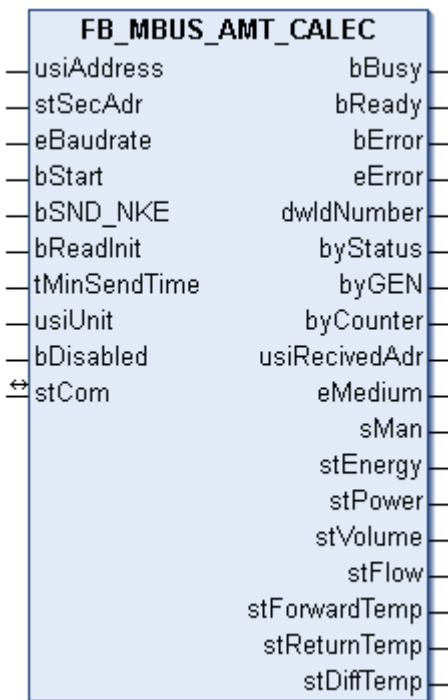 FB_MBUS_AMT_CALEC
usiAddress bBusy
stSecAdr bReady
eBaudrate bError
bStart eError
bSND_NKE dwIdNumber
bReadInit byStatus
tMinSendTime byGEN
usiUnit byCounter
bDisabled usiRecivedAdr
stCom eMedium
sMan
stEnergy
stPower
stVolume
stFlow
stForwardTemp
stReturnTemp
stDiffTemp